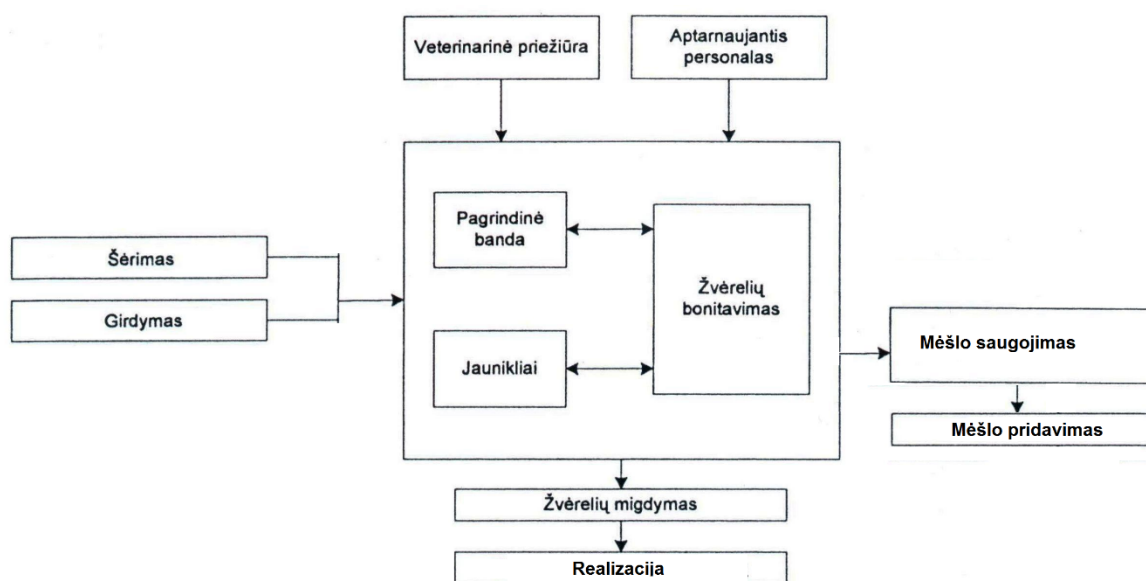 Veterinarinė priežiūra
Aptarnaujantis
personalas
Pagrindinė
banda
Šėrimas
Girdymas
Žvėrelių
bonitavimas
Jaunikliai
Mėšlo saugojimas
Mėšlo pridavimas
Žvėrelių migdymas
Realizacija